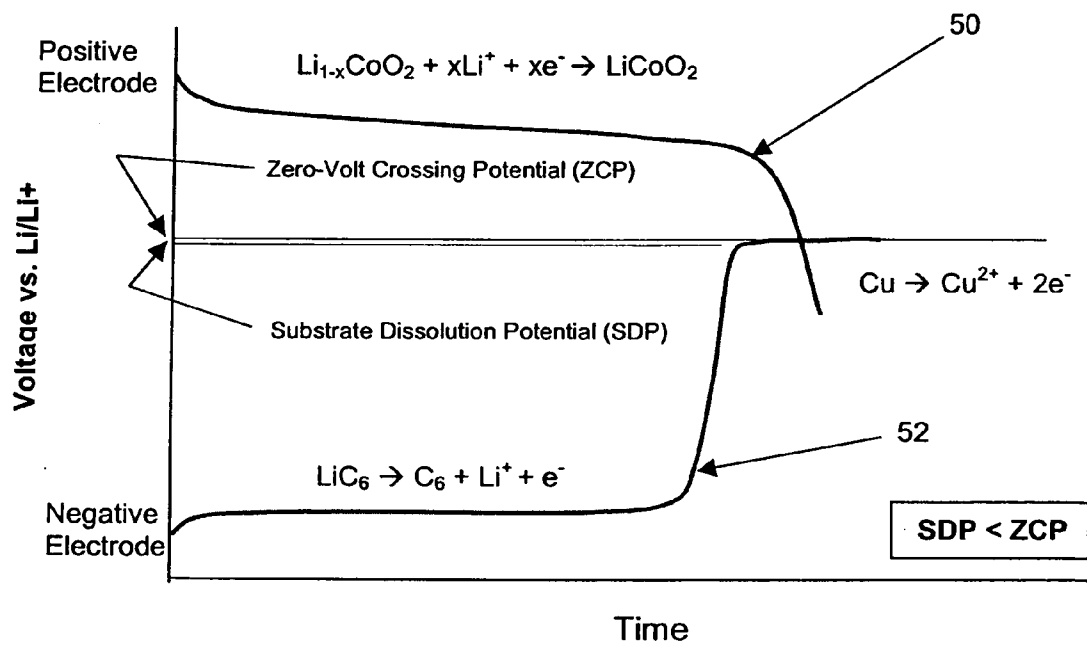 50
Positive
Electrode
Li₁₋ₓCoO₂ + xLi⁺ + xe⁻ → LiCoO₂
Zero-Volt Crossing Potential (ZCP)
Voltage vs. Li/Li+
Cu → Cu²⁺ + 2e⁻
Substrate Dissolution Potential (SDP)
52
LiC₆ → C₆ + Li⁺ + e⁻
Negative
Electrode
SDP < ZCP
Time